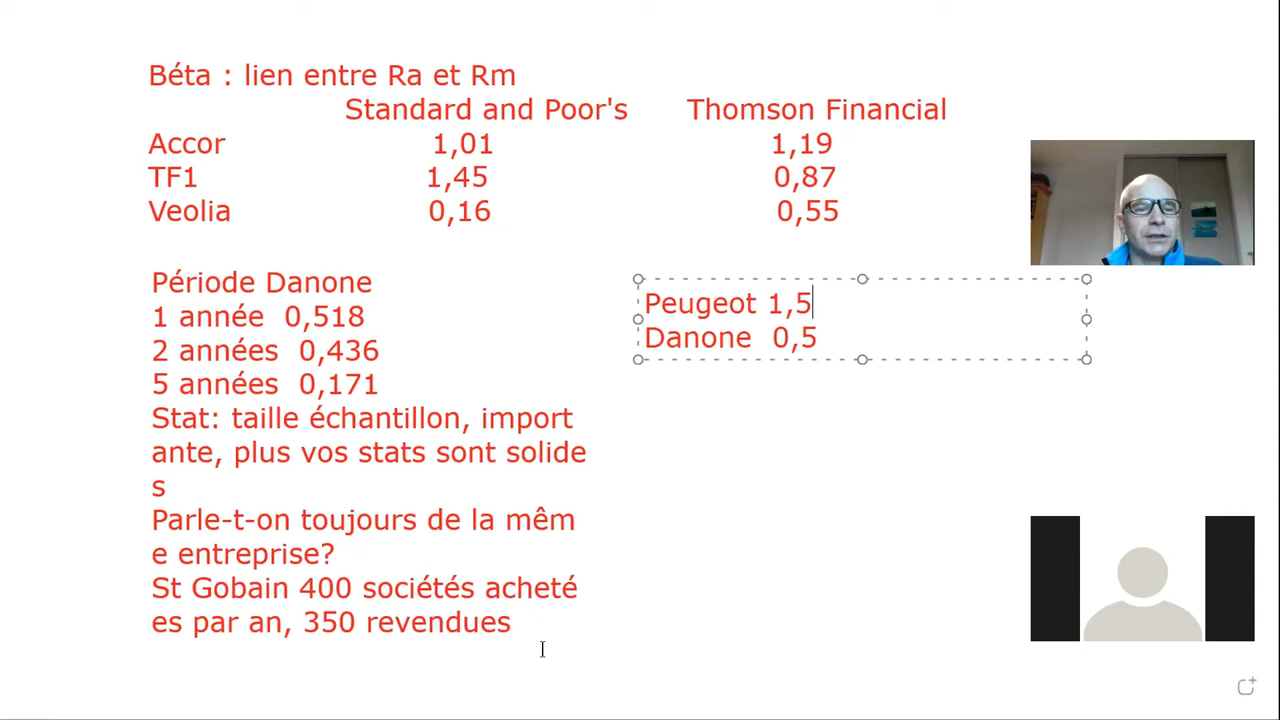 Béta : lien entre Ra et Rm
Standard and Poor's Thomson Financial
Accor 1,01 1,19
TF1 1,45 0,87
Veolia 0,16 0,55
Période Danone
1 année 0,518
2 années 0,436
5 années 0,171
Stat: taille échantillon, import
ante, plus vos stats sont solide
s
Parle-t-on toujours de la mêm
e entreprise?
St Gobain 400 sociétés acheté
es par an, 350 revendues
Peugeot 1,5
Danone 0,5